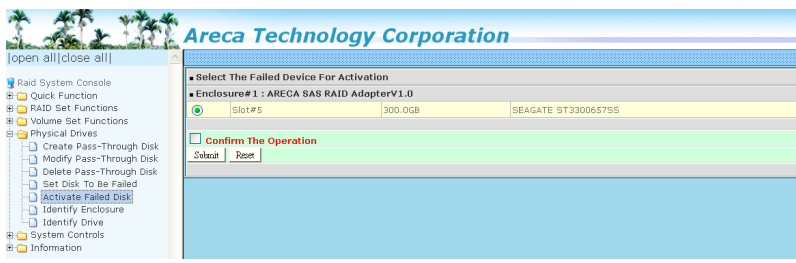 Areca Technology Corporation
|open all|close all|
Raid System Console
Quick Function
RAID Set Functions
Volume Set Functions
Physical Drives
Create Pass-Through Disk
Modify Pass-Through Disk
Delete Pass-Through Disk
Set Disk To Be Failed
Activate Failed Disk
Identify Enclosure
Identify Drive
System Controls
Information
Select The Failed Device For Activation
Enclosure#1 : ARECA SAS RAID AdapterV1.0
Slot#5 300.0GB SEAGATE ST3300657SS
Confirm The Operation
Submit Reset